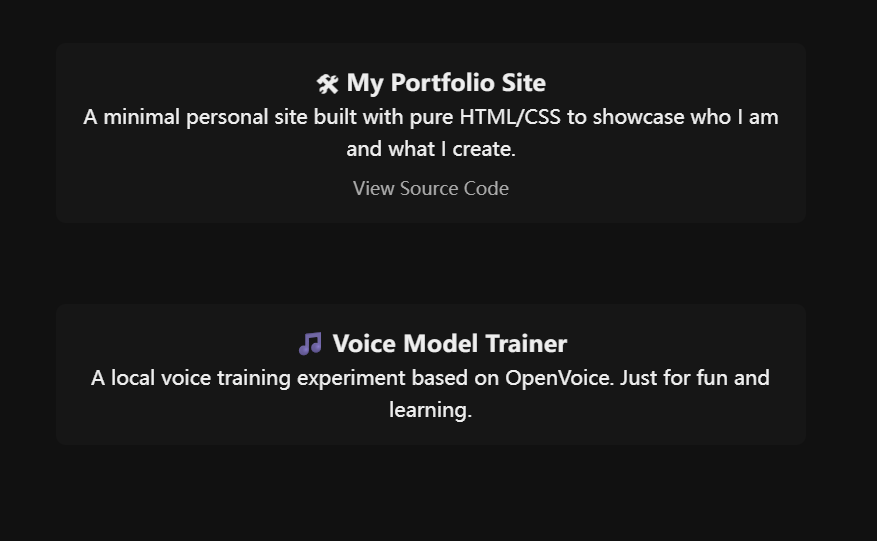 🛠 My Portfolio Site
A minimal personal site built with pure HTML/CSS to showcase who I am
and what I create.
View Source Code
🎵 Voice Model Trainer
A local voice training experiment based on OpenVoice. Just for fun and
learning.